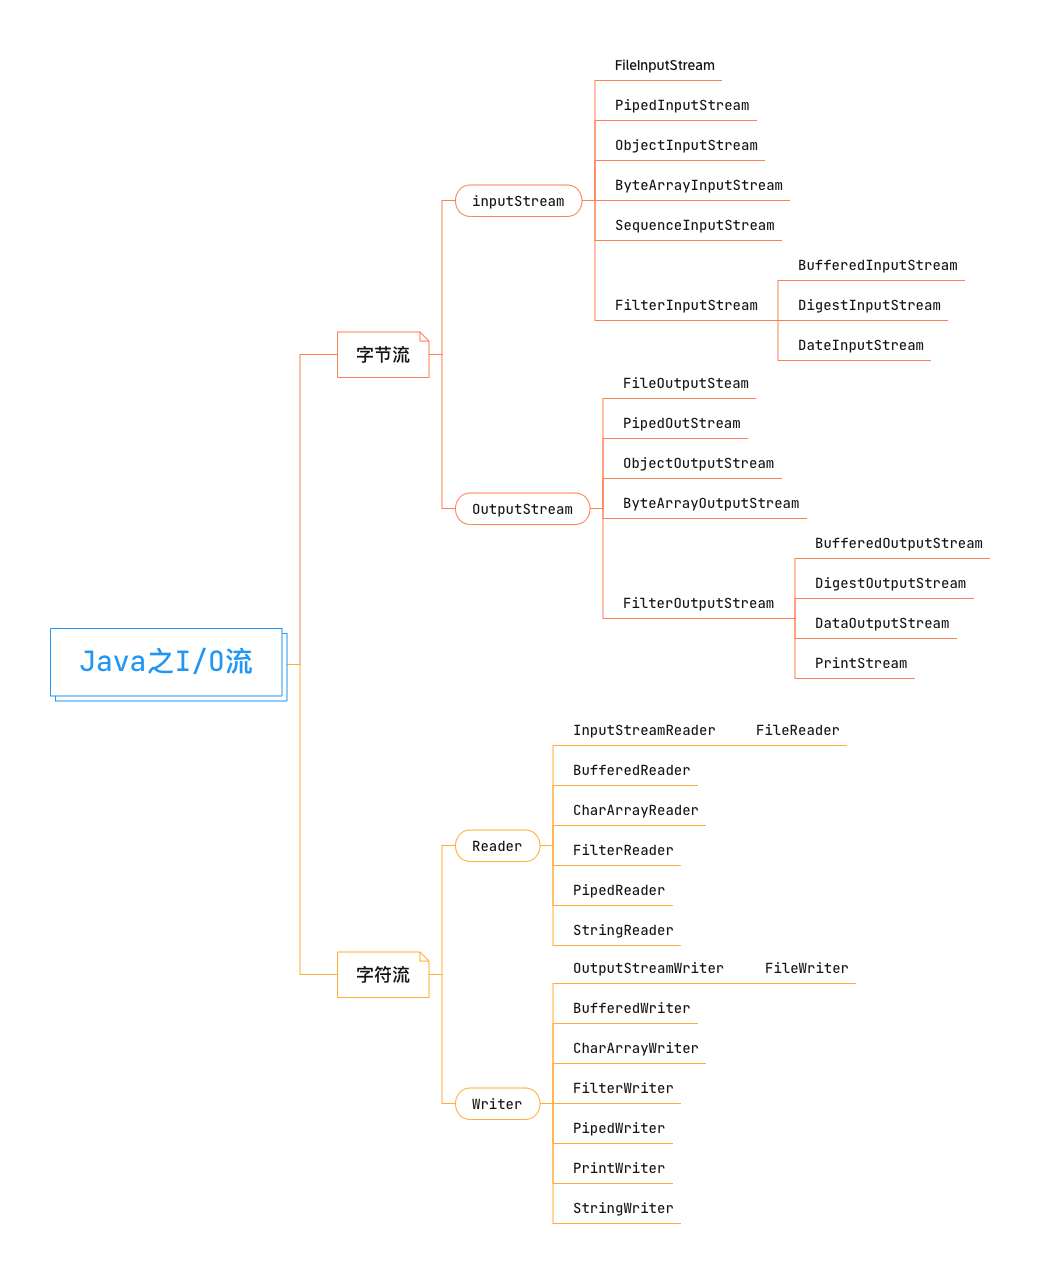 Java之I/O流
字节流
inputStream
FileInputStream
PipedInputStream
ObjectInputStream
ByteArrayInputStream
SequenceInputStream
FilterInputStream
BufferedInputStream
DigestInputStream
DateInputStream
OutputStream
FileOutputSteam
PipedOutStream
ObjectOutputStream
ByteArrayOutputStream
FilterOutputStream
BufferedOutputStream
DigestOutputStream
DataOutputStream
PrintStream
字符流
Reader
InputStreamReader FileReader
BufferedReader
CharArrayReader
FilterReader
PipedReader
StringReader
Writer
OutputStreamWriter FileWriter
BufferedWriter
CharArrayWriter
FilterWriter
PipedWriter
PrintWriter
StringWriter